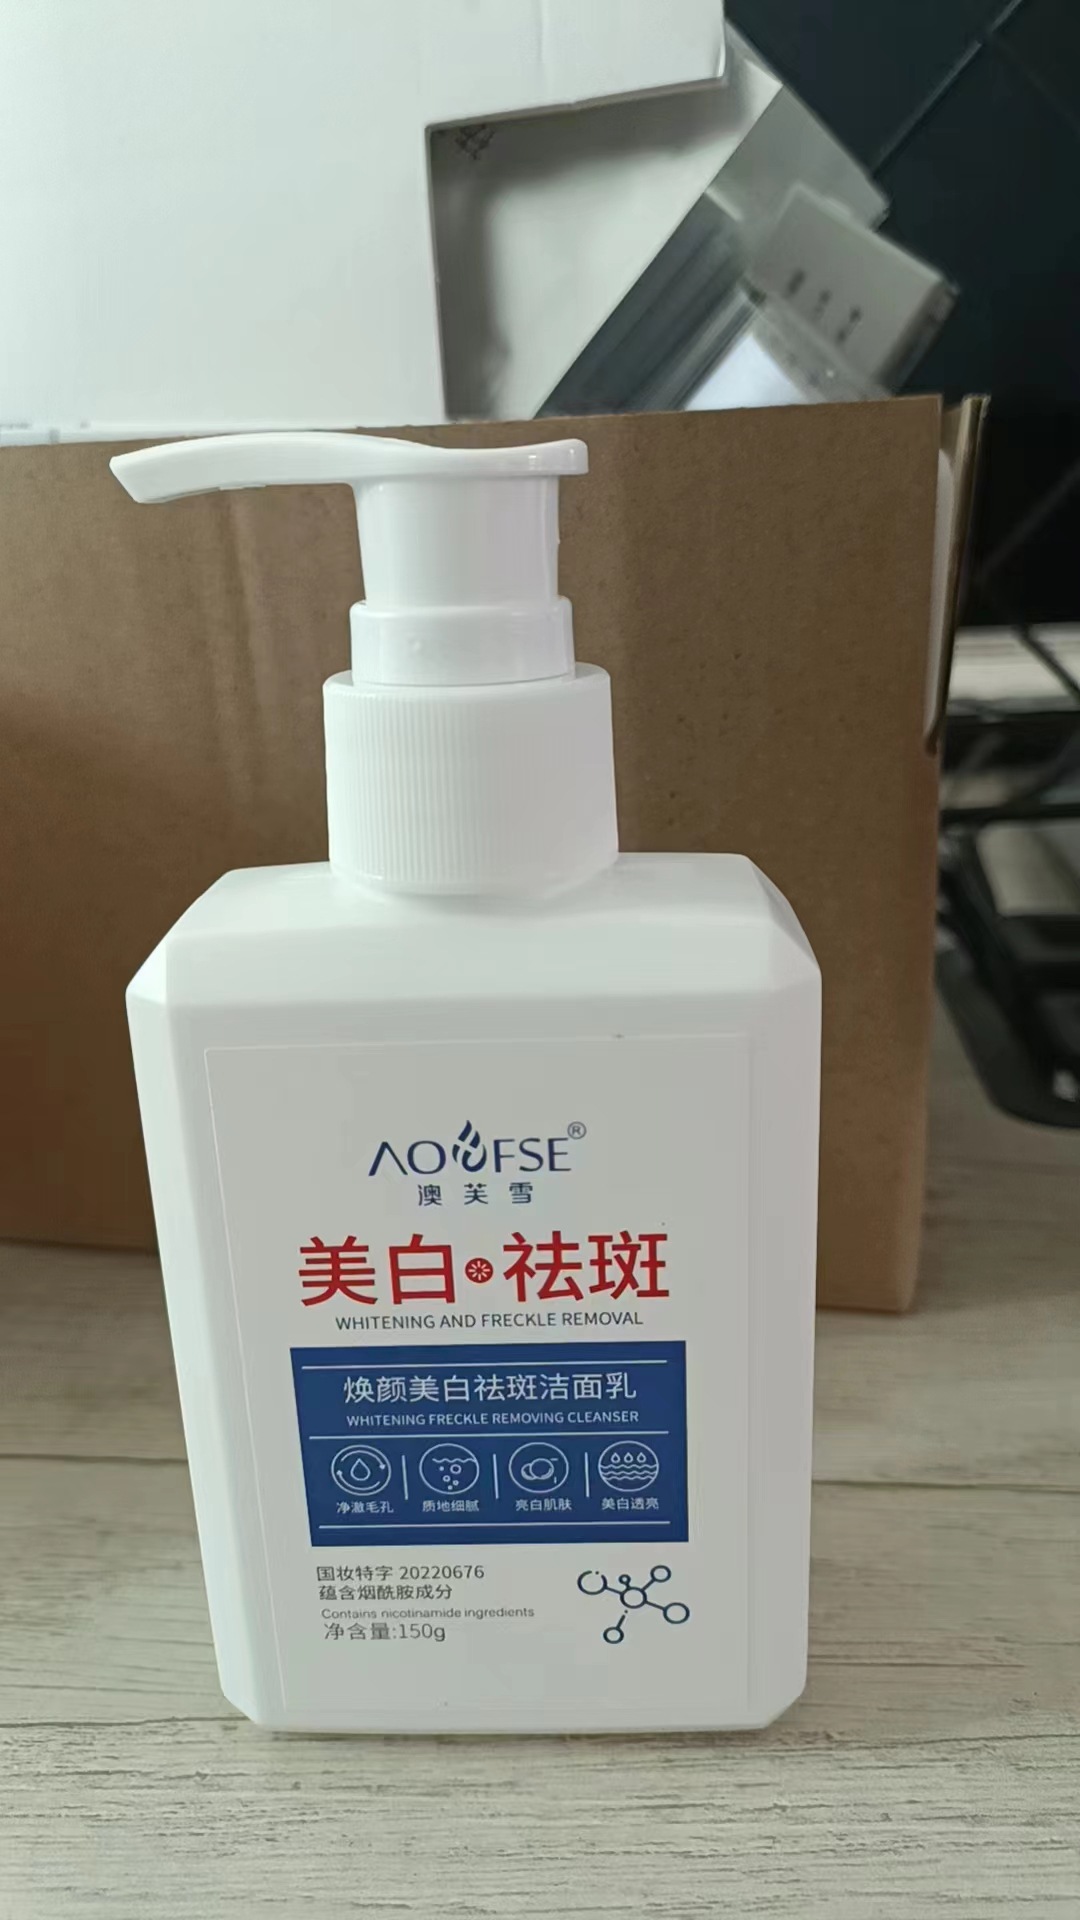 AOUFSE®
澳芙雪
美白祛斑
WHITENING AND FRECKLE REMOVAL
焕颜美白祛斑洁面乳
WHITENING FRECKLE REMOVING CLEANSER
净澈毛孔 质地细腻 亮白肌肤 美白透亮
国妆特字 20220676
蕴含烟酰胺成分
Contains nicotinamide ingredients
净含量:150g